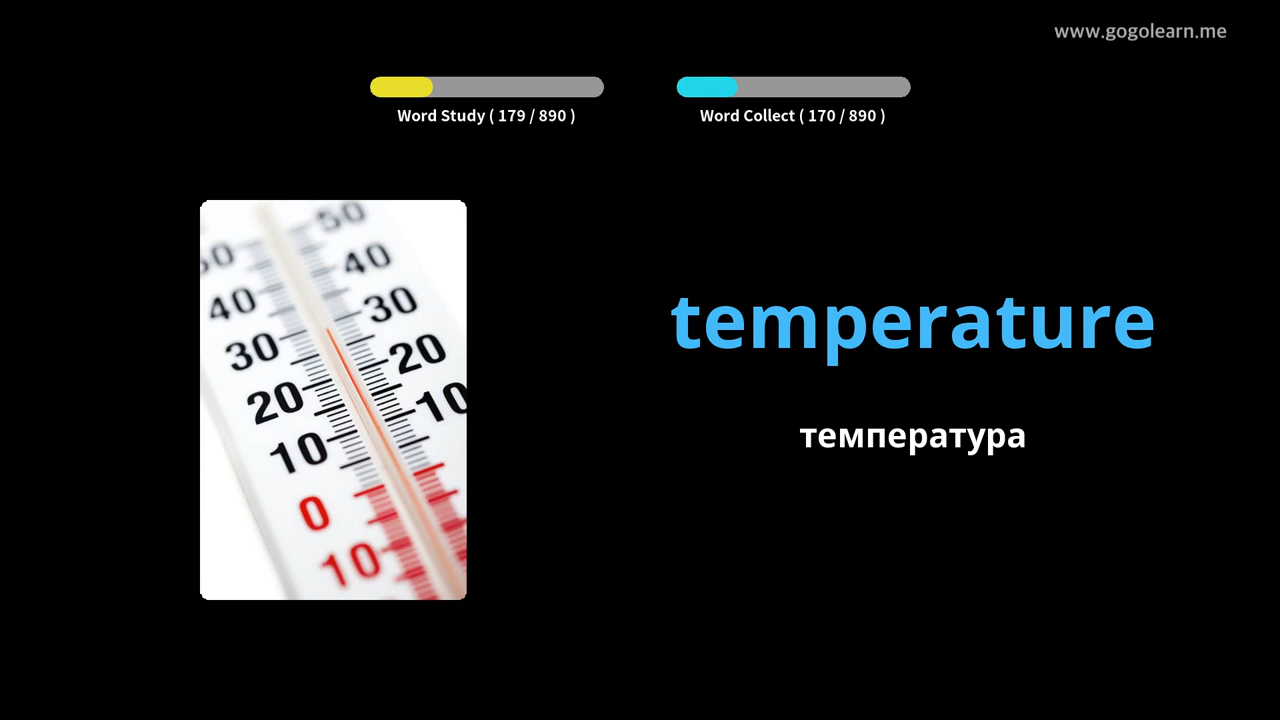 www.gogolearn.me
Word Study ( 179 / 890 )
Word Collect ( 170 / 890 )
50
40
40
30
30
20
20
10
10
0
10
temperature
температура